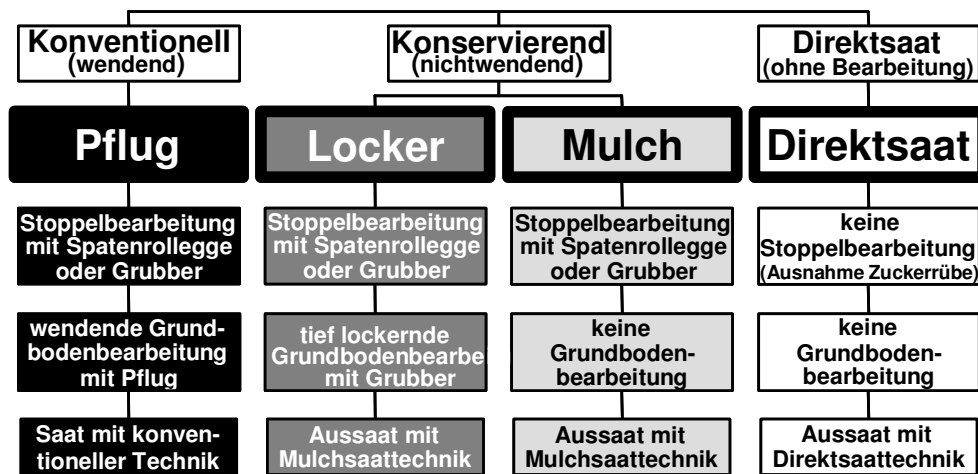 Konventionell
(wendend)
Konservierend
(nichtwendend)
Direktsaat
(ohne Bearbeitung)
Pflug
Locker
Mulch
Direktsaat
Stoppelbearbeitung
mit Spatenrollegge
oder Grubber
Stoppelbearbeitung
mit Spatenrollegge
oder Grubber
Stoppelbearbeitung
mit Spatenrollegge
oder Grubber
keine
Stoppelbearbeitung
(Ausnahme Zuckerrübe)
wendende Grund-
bodenbearbeitung
mit Pflug
tief lockernde
Grundbodenbearbe
mit Grubber
keine
Grundboden-
bearbeitung
keine
Grundboden-
bearbeitung
Saat mit konven-
tioneller Technik
Aussaat mit
Mulchsaattechnik
Aussaat mit
Mulchsaattechnik
Aussaat mit
Direktsaattechnik